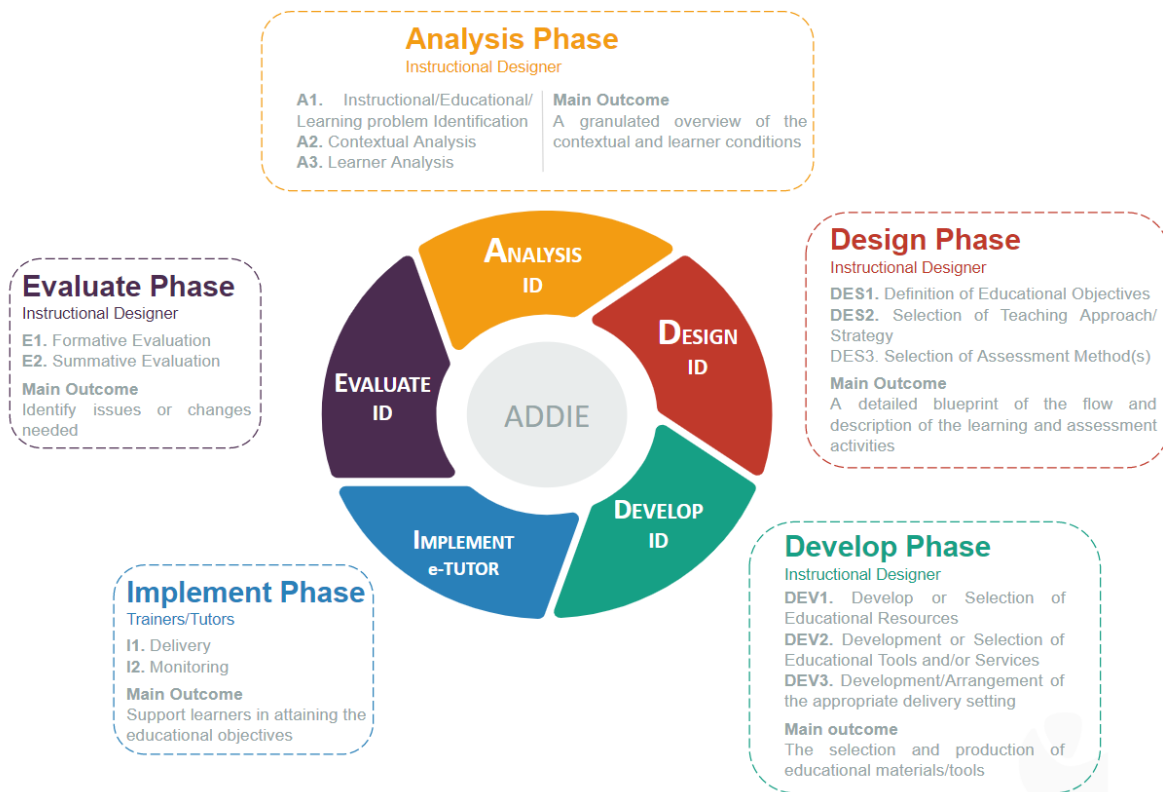 Analysis Phase
Instructional Designer
A1. Instructional/Educational/
Learning problem Identification
A2. Contextual Analysis
A3. Learner Analysis
Main Outcome
A granulated overview of the
contextual and learner conditions
Design Phase
Instructional Designer
DES1. Definition of Educational Objectives
DES2. Selection of Teaching Approach/
Strategy
DES3. Selection of Assessment Method(s)
Main Outcome
A detailed blueprint of the flow and
description of the learning and assessment
activities
Evaluate Phase
Instructional Designer
E1. Formative Evaluation
E2. Summative Evaluation
Main Outcome
Identify issues or changes
needed
ANALYSIS
ID
DESIGN
ID
EVALUATE
ID
ADDIE
DEVELOP
ID
IMPLEMENT
e-TUTOR
Implement Phase
Trainers/Tutors
I1. Delivery
I2. Monitoring
Main Outcome
Support learners in attaining the
educational objectives
Develop Phase
Instructional Designer
DEV1. Develop or Selection of
Educational Resources
DEV2. Development or Selection of
Educational Tools and/or Services
DEV3. Development/Arrangement of
the appropriate delivery setting
Main outcome
The selection and production of
educational materials/tools